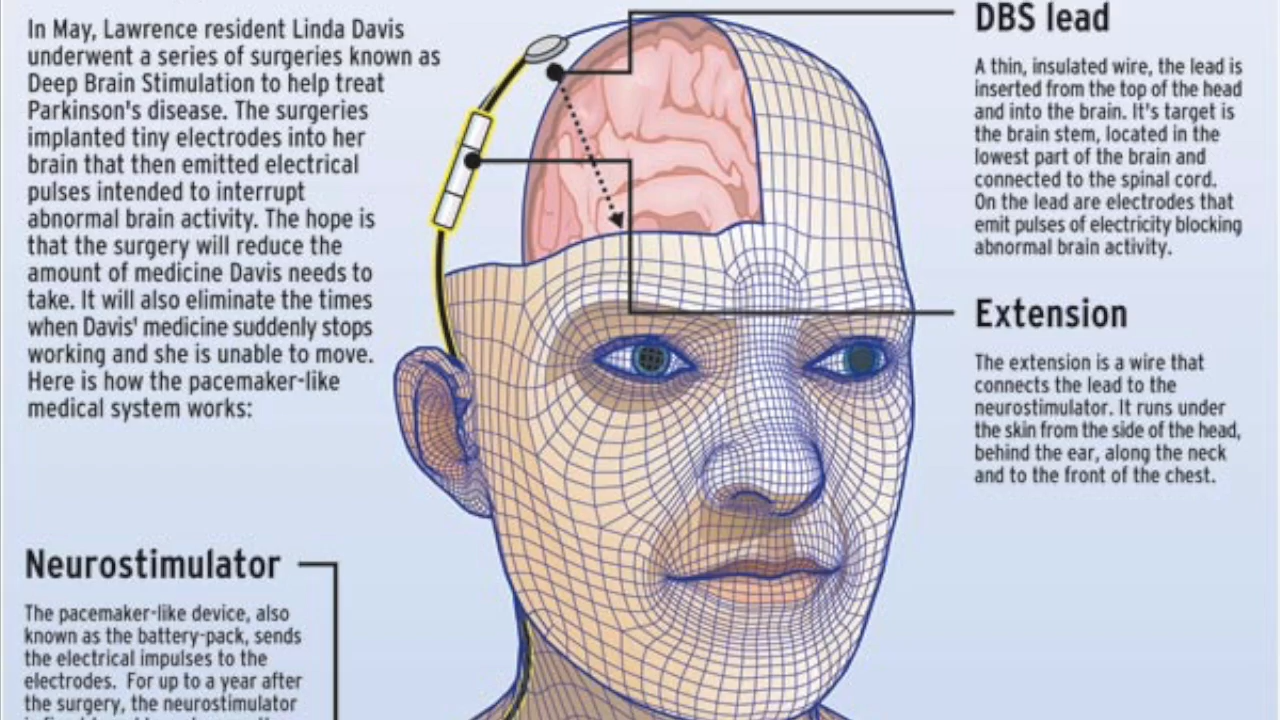 In May, Lawrence resident Linda Davis
underwent a series of surgeries known as
Deep Brain Stimulation to help treat
Parkinson's disease. The surgeries
implanted tiny electrodes into her
brain that then emitted electrical
pulses intended to interrupt
abnormal brain activity. The hope is
that the surgery will reduce the
amount of medicine Davis needs to
take. It will also eliminate the times
when Davis' medicine suddenly stops
working and she is unable to move.
Here is how the pacemaker-like
medical system works:
DBS lead
A thin, insulated wire, the lead is
inserted from the top of the head
and into the brain. It's target is
the brain stem, located in the
lowest part of the brain and
connected to the spinal cord.
On the lead are electrodes that
emit pulses of electricity blocking
abnormal brain activity.
Extension
The extension is a wire that
connects the lead to the
neurostimulator. It runs under
the skin from the side of the head,
behind the ear, along the neck
and to the front of the chest.
Neurostimulator
The pacemaker-like device, also
known as the battery-pack, sends
the electrical impulses to the
electrodes. For up to a year after
the surgery, the neurostimulator